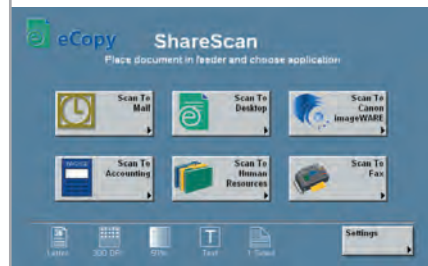 eCopy
ShareScan
Place document in feeder and choose application
Scan To
Mail
Scan To
Desktop
Scan To
Canon
imageWARE
INVOICE
Scan To
Accounting
Scan To
Human
Resources
Scan To
Fax
Letter
300 DPI
Text
Settings